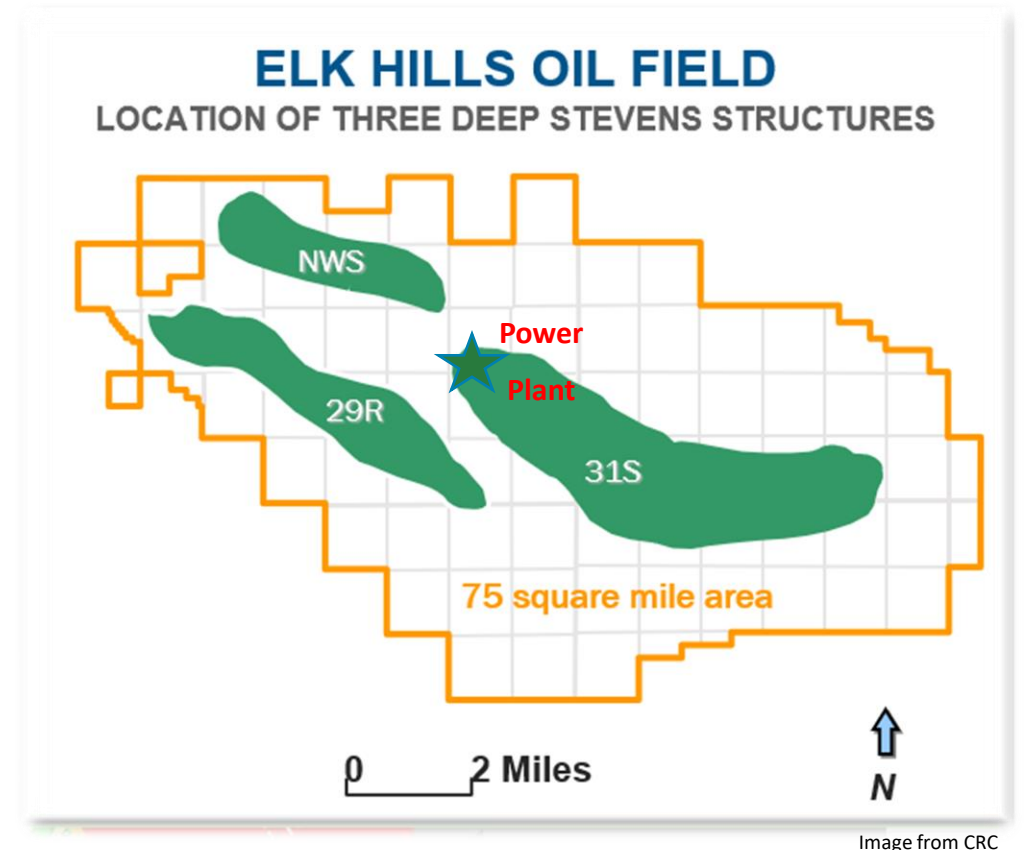 ELK HILLS OIL FIELD
LOCATION OF THREE DEEP STEVENS STRUCTURES
NWS
Power
Plant
29R
31S
75 square mile area
0 2 Miles
N
Image from CRC